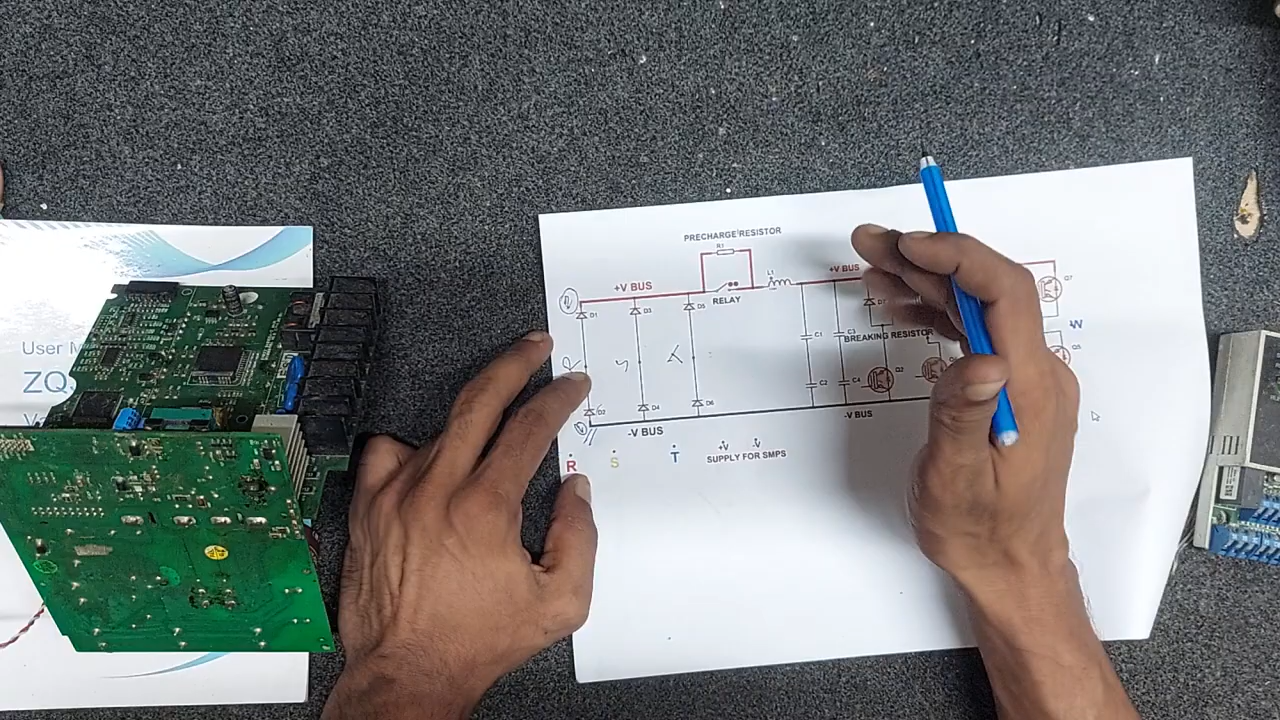 PRECHARGE RESISTOR
R1
+V BUS
L1
+V BUS
RELAY
D1
D3
D5
C1
C3
BREAKING RESISTOR
Q7
W
C2
C4
Q2
D2
D4
D6
-V BUS
-V BUS
R
S
T
+V -V
SUPPLY FOR SMPS
User M
ZQ